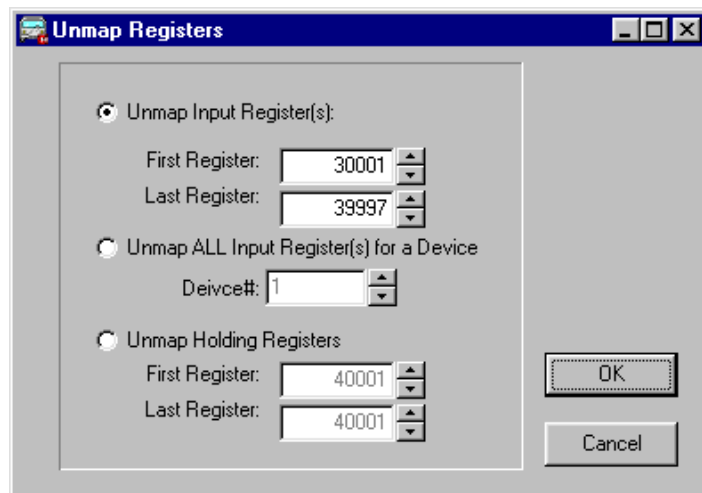 Unmap Registers
Unmap Input Register(s):
First Register: 30001
Last Register: 39997
Unmap ALL Input Register(s) for a Device
Deivce#: 1
Unmap Holding Registers
First Register: 40001
Last Register: 40001
OK
Cancel